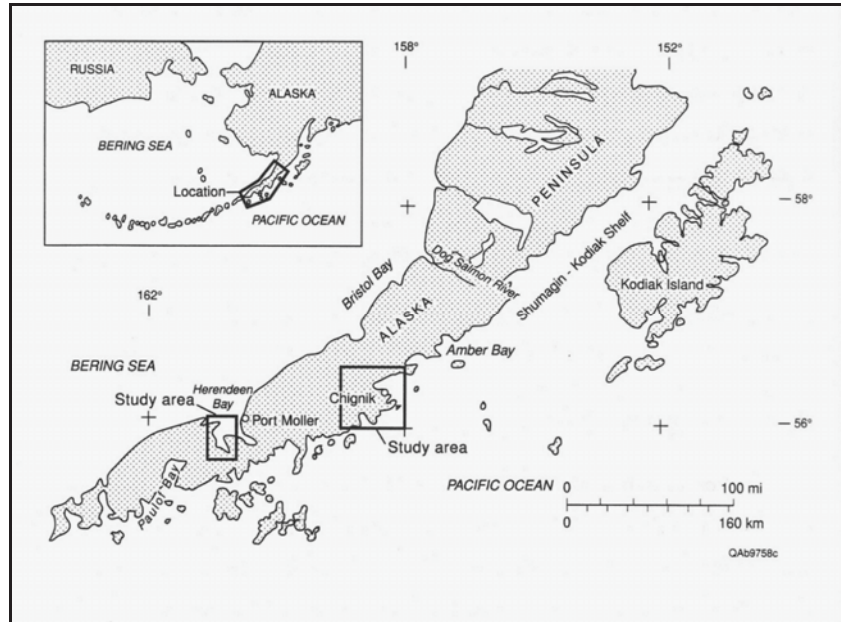 158°
152°
RUSSIA
ALASKA
BERING SEA
Location
PACIFIC OCEAN
PENINSULA
58°
Dog Salmon River
Shumagin - Kodiak Shelf
Kodiak Island
Bristol Bay
162°
ALASKA
Amber Bay
BERING SEA
Herendeen
Bay
Study area
Chignik
Port Moller
56°
Study area
Paulof Bay
PACIFIC OCEAN
0
100 mi
0
160 km
QAb9758c